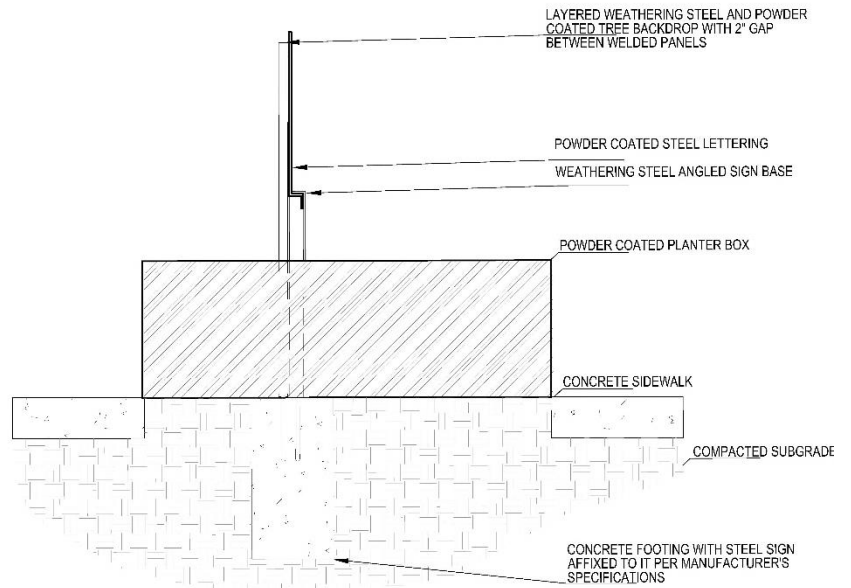 LAYERED WEATHERING STEEL AND POWDER
COATED TREE BACKDROP WITH 2" GAP
BETWEEN WELDED PANELS
POWDER COATED STEEL LETTERING
WEATHERING STEEL ANGLED SIGN BASE
POWDER COATED PLANTER BOX
CONCRETE SIDEWALK
COMPACTED SUBGRADE
CONCRETE FOOTING WITH STEEL SIGN
AFFIXED TO IT PER MANUFACTURER'S
SPECIFICATIONS